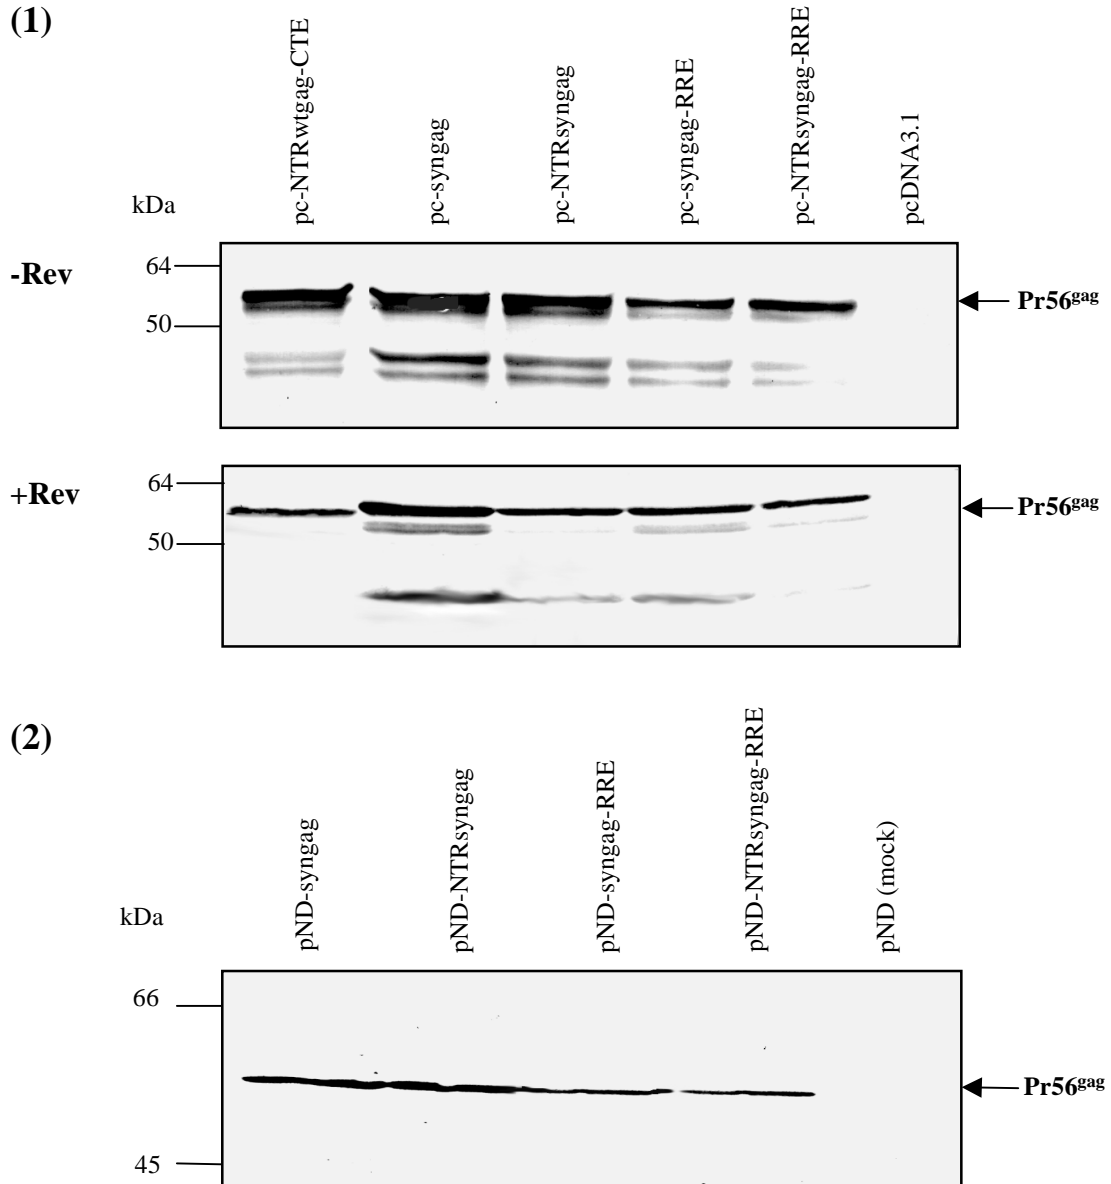 (1)
pc-NTRwtgag-CTE
pc-syngag
pc-NTRsyngag
pc-syngag-RRE
pc-NTRsyngag-RRE
pcDNA3.1
kDa
-Rev
64
50
Pr56gag
+Rev
64
50
Pr56gag
(2)
pND-syngag
pND-NTRsyngag
pND-syngag-RRE
pND-NTRsyngag-RRE
pND (mock)
kDa
66
45
Pr56gag